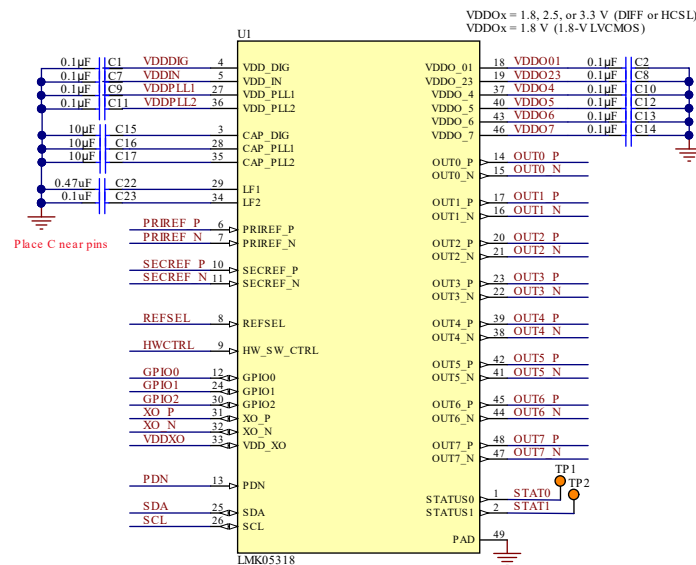 VDDOx = 1.8, 2.5, or 3.3 V (DIFF or HCSL)
VDDOx = 1.8 V (1.8-V LVCMOS)
U1
0.1µF C1 VDDDIG 4 VDD_DIG
0.1µF C7 VDDIN 5 VDD_IN
0.1µF C9 VDDPLL1 27 VDD_PLL1
0.1µF C11 VDDPLL2 36 VDD_PLL2
10µF C15 3 CAP_DIG
10µF C16 28 CAP_PLL1
10µF C17 35 CAP_PLL2
0.47uF C22 29 LF1
0.1uF C23 34 LF2
Place C near pins
PRIREF_P 6 PRIREF_P
PRIREF_N 7 PRIREF_N
SECREF_P 10 SECREF_P
SECREF_N 11 SECREF_N
REFSEL 8 REFSEL
HWCTRL 9 HW_SW_CTRL
GPIO0 12 GPIO0
GPIO1 24 GPIO1
GPIO2 30 GPIO2
XO_P 31 XO_P
XO_N 32 XO_N
VDDXO 33 VDD_XO
PDN 13 PDN
SDA 25 SDA
SCL 26 SCL
VDDO_01 18 VDDO01 0.1µF C2
VDDO_23 19 VDDO23 0.1µF C8
VDDO_4 37 VDDO4 0.1µF C10
VDDO_5 40 VDDO5 0.1µF C12
VDDO_6 43 VDDO6 0.1µF C13
VDDO_7 46 VDDO7 0.1µF C14
OUT0_P 14 OUT0_P
OUT0_N 15 OUT0_N
OUT1_P 17 OUT1_P
OUT1_N 16 OUT1_N
OUT2_P 20 OUT2_P
OUT2_N 21 OUT2_N
OUT3_P 23 OUT3_P
OUT3_N 22 OUT3_N
OUT4_P 39 OUT4_P
OUT4_N 38 OUT4_N
OUT5_P 42 OUT5_P
OUT5_N 41 OUT5_N
OUT6_P 45 OUT6_P
OUT6_N 44 OUT6_N
OUT7_P 48 OUT7_P
OUT7_N 47 OUT7_N
TP1
TP2
STATUS0 1 STAT0
STATUS1 2 STAT1
PAD 49
LMK05318